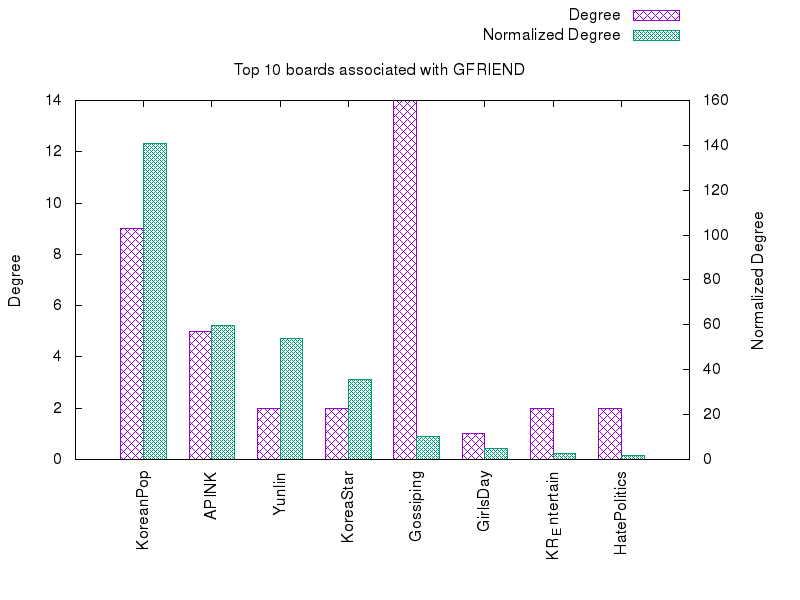 Degree
Normalized Degree
Top 10 boards associated with GFRIEND
14
12
10
8
6
4
2
0
160
140
120
100
80
60
40
20
0
Degree
Normalized Degree
KoreanPop
APINK
Yunlin
KoreaStar
Gossiping
GirlsDay
KREntertain
HatePolitics